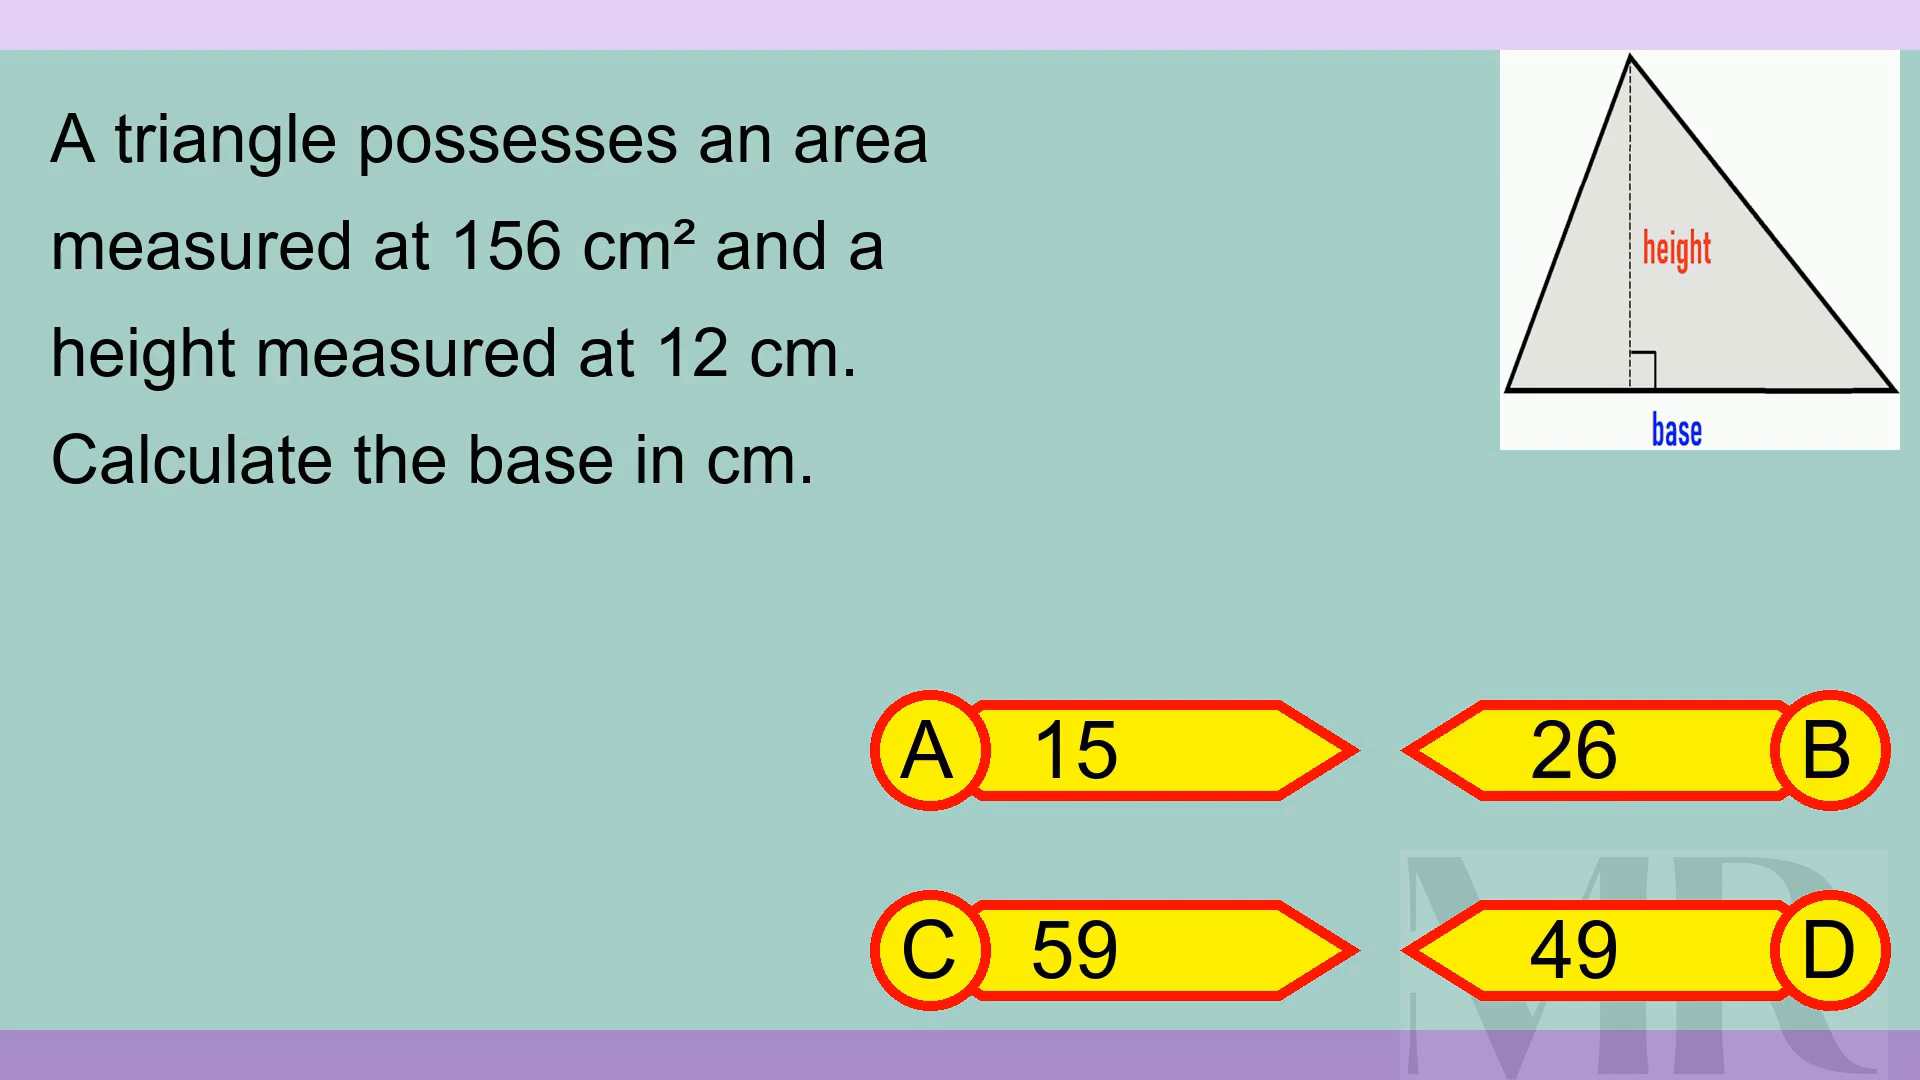 A triangle possesses an area
measured at 156 cm² and a
height measured at 12 cm.
Calculate the base in cm.
height
base
A 15
26 B
C 59
49 D
MR